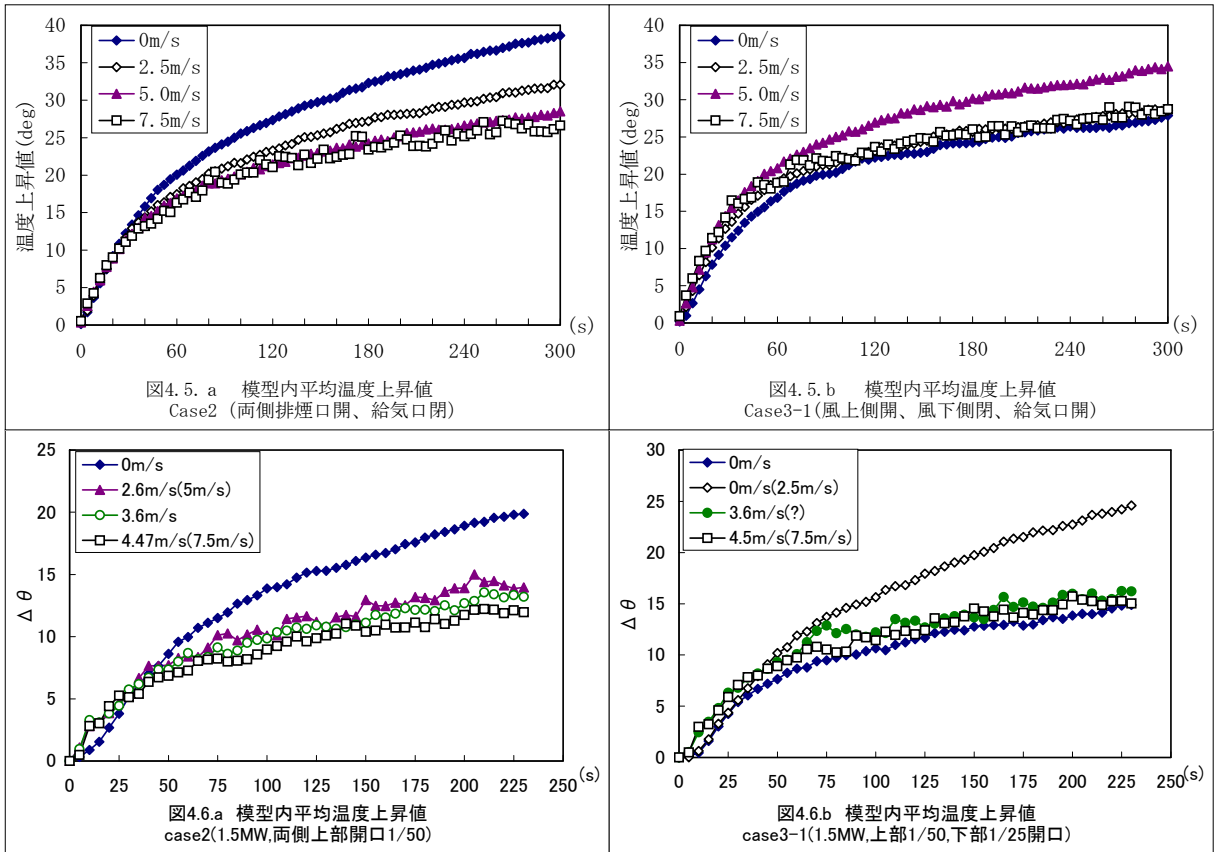 40
35
30
25
20
15
10
5
0
温度上昇値(deg)
0m/s
2.5m/s
5.0m/s
7.5m/s
0 60 120 180 240 300
(s)
図4.5.a 模型内平均温度上昇値
Case2 (両側排煙口開、給気口閉)
40
35
30
25
20
15
10
5
0
温度上昇値(deg)
0m/s
2.5m/s
5.0m/s
7.5m/s
0 60 120 180 240 300
(s)
図4.5.b 模型内平均温度上昇値
Case3-1(風上側開、風下側閉、給気口開)
25
20
15
10
5
0
Δθ
0m/s
2.6m/s(5m/s)
3.6m/s
4.47m/s(7.5m/s)
0 25 50 75 100 125 150 175 200 225 250
(s)
図4.6.a 模型内平均温度上昇値
case2(1.5MW,両側上部開口1/50)
30
25
20
15
10
5
0
Δθ
0m/s
0m/s(2.5m/s)
3.6m/s(?)
4.5m/s(7.5m/s)
0 25 50 75 100 125 150 175 200 225 250
(s)
図4.6.b 模型内平均温度上昇値
case3-1(1.5MW,上部1/50,下部1/25開口)